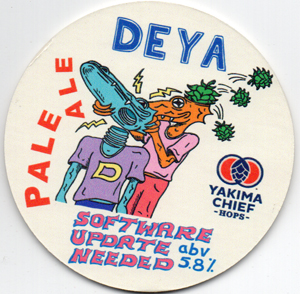 DEYA
PALE ALE
D
YAKIMA
CHIEF
-HOPS-
SOFTWARE
UPDATE
NEEDED
abv
5.8%